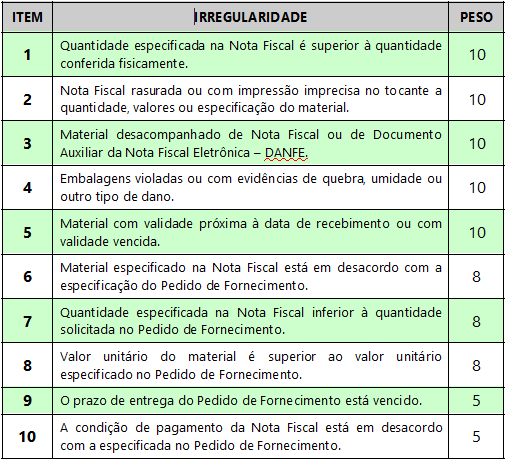 ITEM IRREGULARIDADE PESO
1 Quantidade especificada na Nota Fiscal é superior à quantidade 10
conferida fisicamente.
2 Nota Fiscal rasurada ou com impressão imprecisa no tocante a 10
quantidade, valores ou especificação do material.
3 Material desacompanhado de Nota Fiscal ou de Documento 10
Auxiliar da Nota Fiscal Eletrônica – DANFE.
4 Embalagens violadas ou com evidências de quebra, umidade ou 10
outro tipo de dano.
5 Material com validade próxima à data de recebimento ou com 10
validade vencida.
6 Material especificado na Nota Fiscal está em desacordo com a 8
especificação do Pedido de Fornecimento.
7 Quantidade especificada na Nota Fiscal inferior à quantidade 8
solicitada no Pedido de Fornecimento.
8 Valor unitário do material é superior ao valor unitário 8
especificado no Pedido de Fornecimento.
9 O prazo de entrega do Pedido de Fornecimento está vencido. 5
10 A condição de pagamento da Nota Fiscal está em desacordo 5
com a especificada no Pedido de Fornecimento.